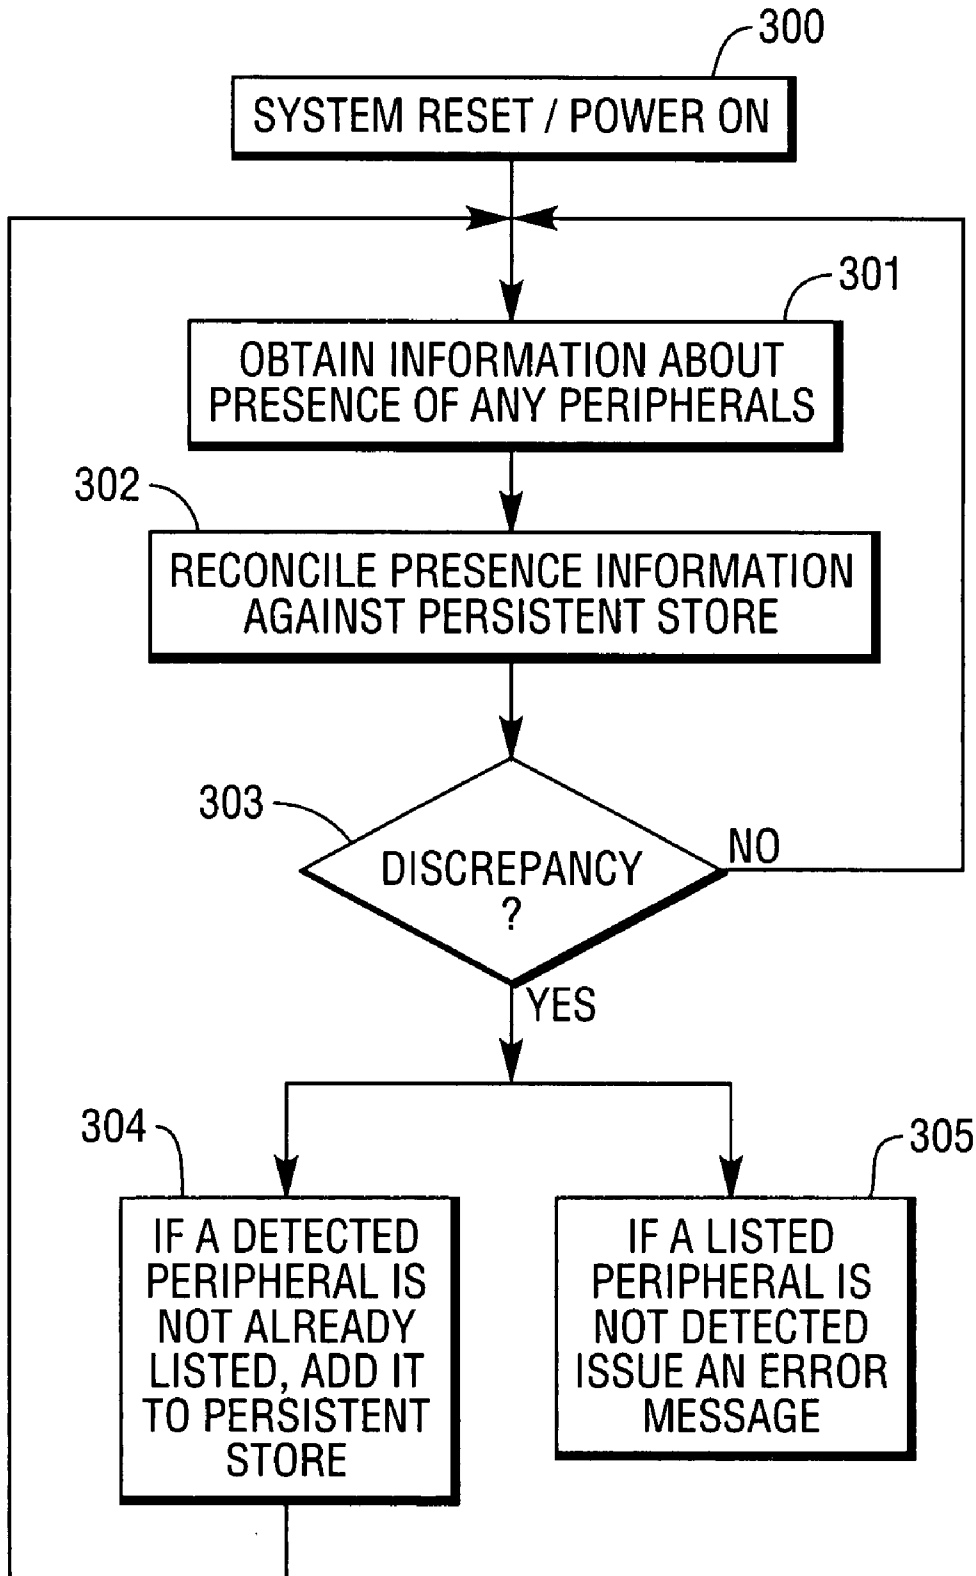 300
SYSTEM RESET / POWER ON
301
OBTAIN INFORMATION ABOUT
PRESENCE OF ANY PERIPHERALS
302
RECONCILE PRESENCE INFORMATION
AGAINST PERSISTENT STORE
303
DISCREPANCY
?
NO
YES
304
IF A DETECTED
PERIPHERAL IS
NOT ALREADY
LISTED, ADD IT
TO PERSISTENT
STORE
305
IF A LISTED
PERIPHERAL IS
NOT DETECTED
ISSUE AN ERROR
MESSAGE